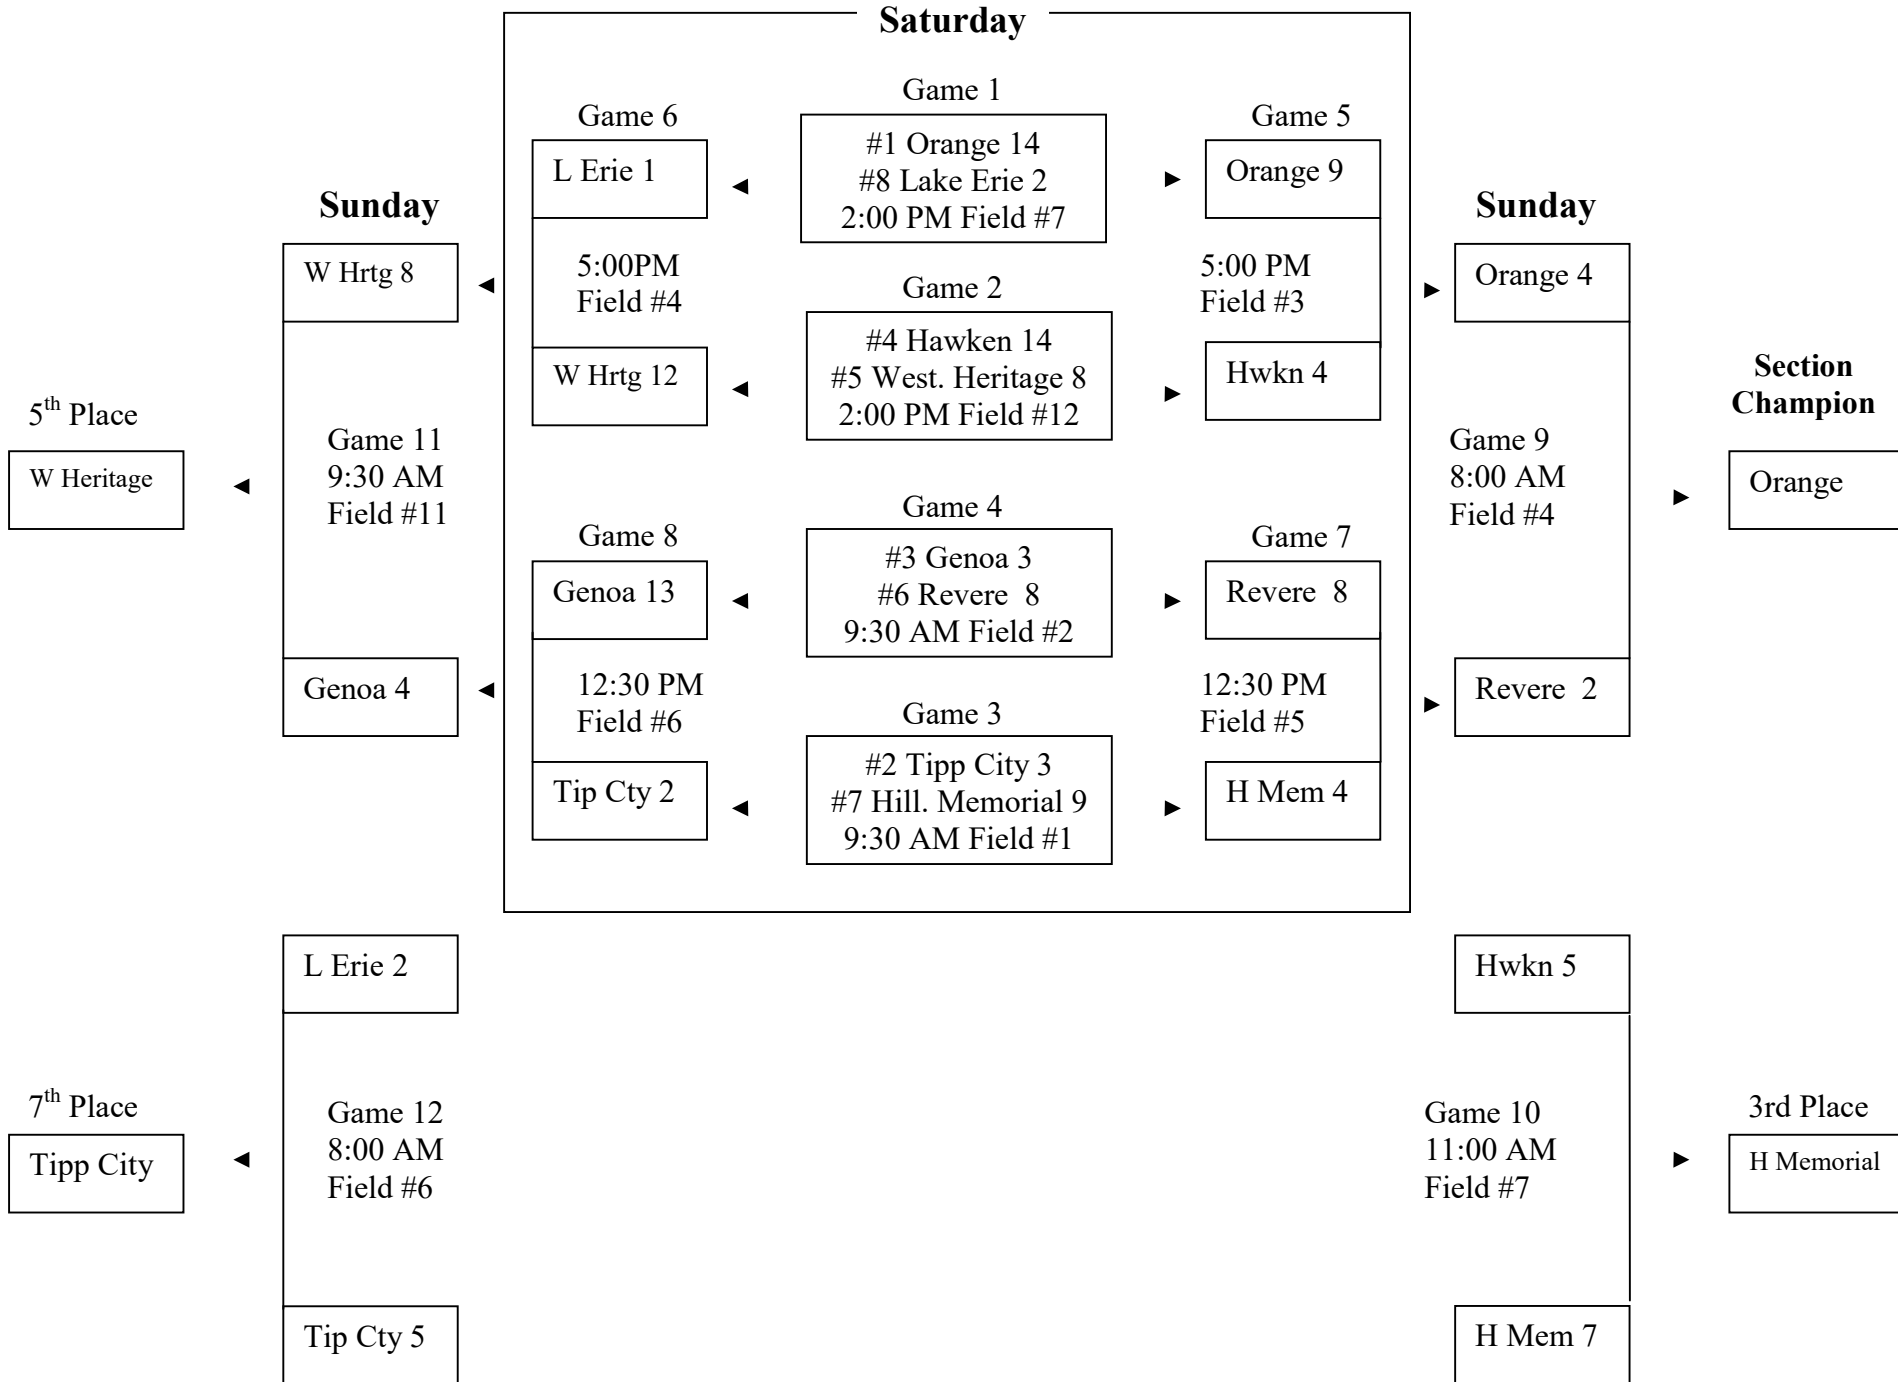 Saturday
Game 1
#1 Orange 14
#8 Lake Erie 2
2:00 PM Field #7
Game 6
L Erie 1
5:00PM
Field #4
W Hrtg 12
Game 5
Orange 9
5:00 PM
Field #3
Hwkn 4
Game 2
#4 Hawken 14
#5 West. Heritage 8
2:00 PM Field #12
Game 4
#3 Genoa 3
#6 Revere  8
9:30 AM Field #2
Game 8
Genoa 13
12:30 PM
Field #6
Tip Cty 2
Game 7
Revere  8
12:30 PM
Field #5
H Mem 4
Game 3
#2 Tipp City 3
#7 Hill. Memorial 9
9:30 AM Field #1
Sunday
W Hrtg 8
Game 11
9:30 AM
Field #11
Genoa 4
5th Place
W Heritage
Sunday
Orange 4
Game 9
8:00 AM
Field #4
Revere  2
Section
Champion
Orange
L Erie 2
Game 12
8:00 AM
Field #6
Tip Cty 5
7th Place
Tipp City
Hwkn 5
Game 10
11:00 AM
Field #7
H Mem 7
3rd Place
H Memorial